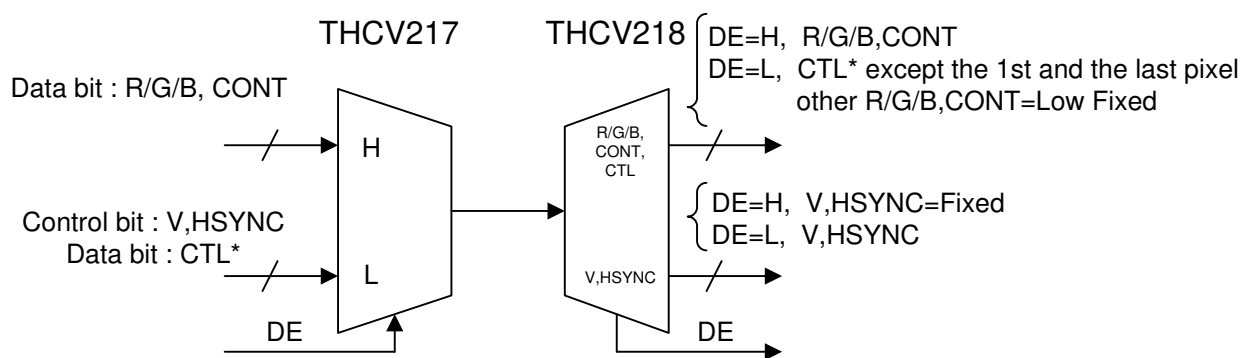 THCV217
THCV218
DE=H, R/G/B,CONT
DE=L, CTL* except the 1st and the last pixel
other R/G/B,CONT=Low Fixed
Data bit : R/G/B, CONT
H
R/G/B,
CONT,
CTL
DE=H, V,HSYNC=Fixed
DE=L, V,HSYNC
Control bit : V,HSYNC
Data bit : CTL*
L
V,HSYNC
DE
DE